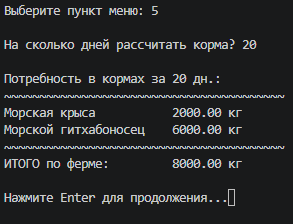 Выберите пункт меню: 5
На сколько дней рассчитать корма? 20
Потребность в кормах за 20 дн.:
~~~~~~~~~~~~~~~~~~~~~~~~~~~~~~~~~~~~~~~~
Морская крыса          2000.00 кг
Морской гитхабоносец   6000.00 кг
~~~~~~~~~~~~~~~~~~~~~~~~~~~~~~~~~~~~~~~~
ИТОГО по ферме:        8000.00 кг
Нажмите Enter для продолжения...